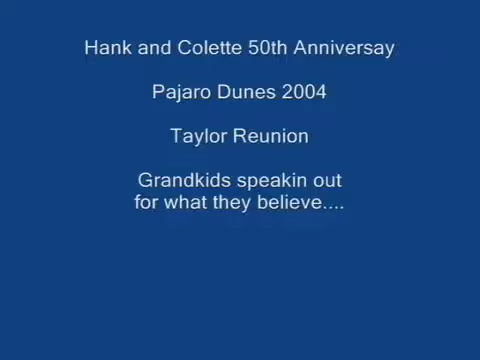 Hank and Colette 50th Anniversay
Pajaro Dunes 2004
Taylor Reunion
Grandkids speakin out
for what they believe....